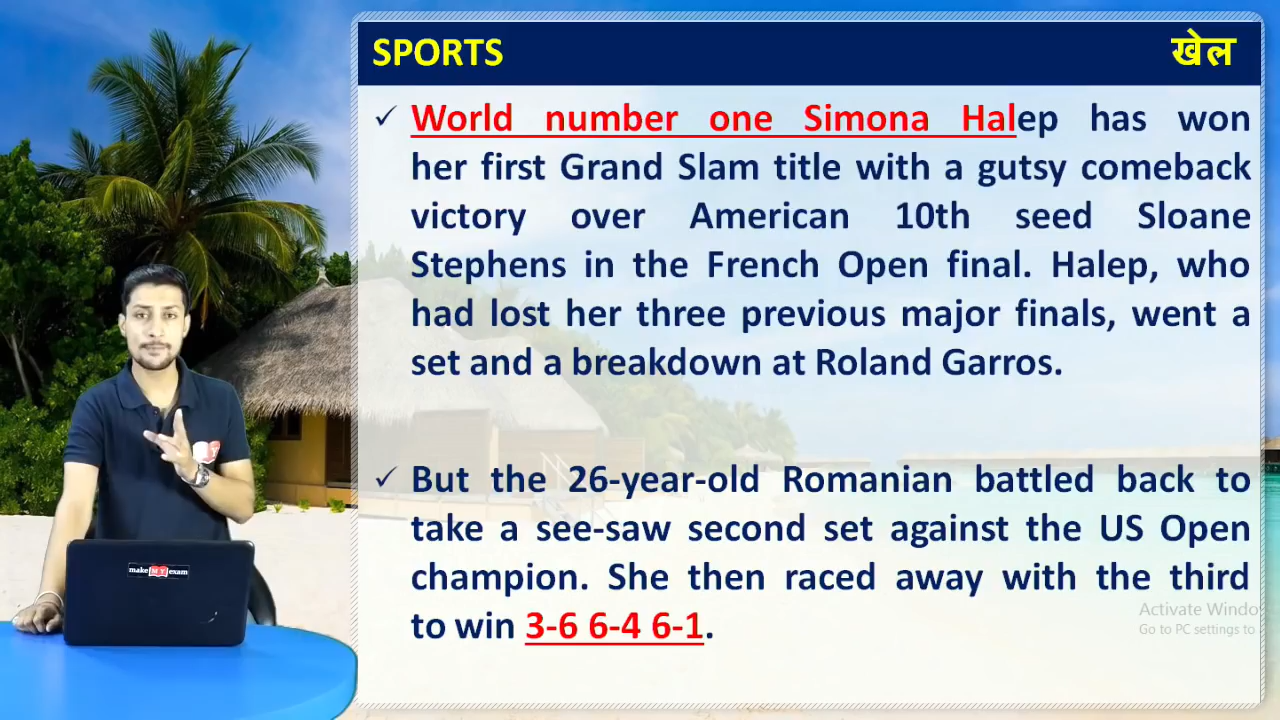 SPORTS खेल
World number one Simona Halep has won
her first Grand Slam title with a gutsy comeback
victory over American 10th seed Sloane
Stephens in the French Open final. Halep, who
had lost her three previous major finals, went a
set and a breakdown at Roland Garros.
But the 26-year-old Romanian battled back to
take a see-saw second set against the US Open
champion. She then raced away with the third
to win 3-6 6-4 6-1.
Activate Windo
Go to PC settings to
make MY exam